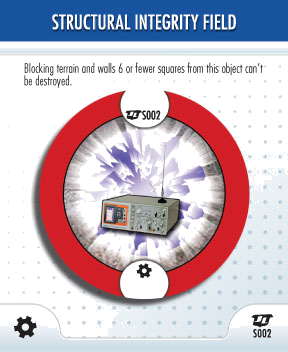 STRUCTURAL INTEGRITY FIELD
Blocking terrain and walls 6 or fewer squares from this object can't
be destroyed.
S002
S002